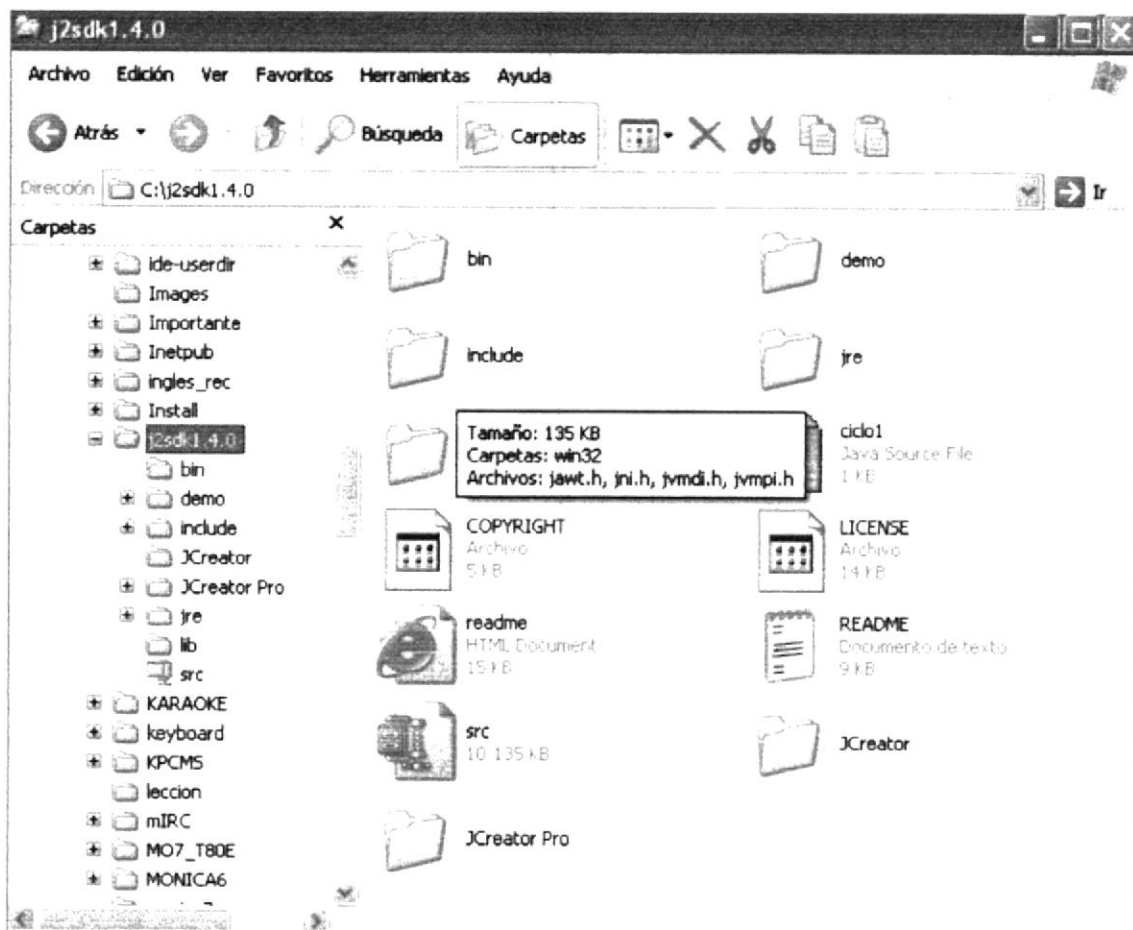 j2sdk1.4.0
Archivo Edición Ver Favoritos Herramientas Ayuda
Atrás Búsqueda Carpetas
Dirección C:\j2sdk1.4.0 Ir
Carpetas
ide-userdir
Images
Importante
Inetpub
ingles_rec
Install
j2sdk1.4.0
bin
demo
include
JCreator
JCreator Pro
jre
lib
src
KARAOKE
keyboard
KPCMS
leccion
mIRC
MO7_T80E
MONICA6
bin
demo
include
jre
Tamaño: 135 KB
Carpetas: win32
Archivos: jawt.h, jni.h, jvmdi.h, jvmpi.h
ciclo1
Java Source File
1 KB
COPYRIGHT
Archivo
5 KB
LICENSE
Archivo
14 KB
readme
HTML Document
15 KB
README
Documento de texto
9 KB
src
10 135 KB
JCreator
JCreator Pro